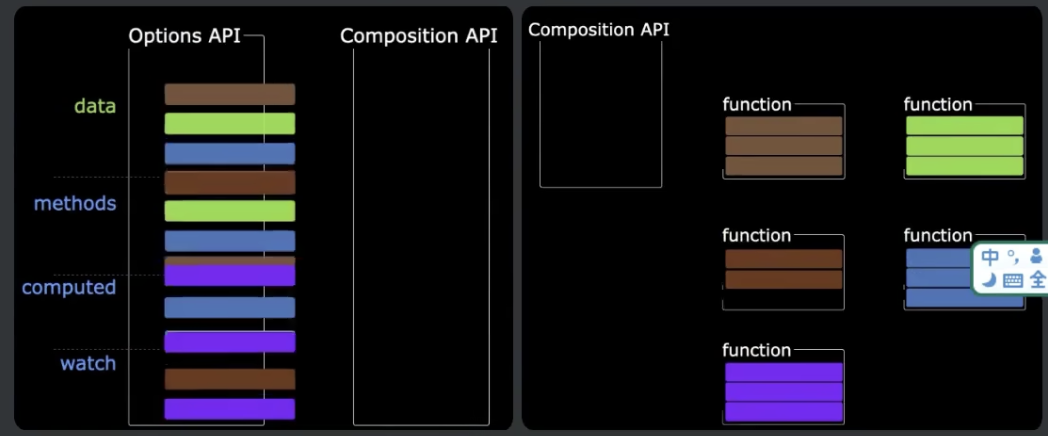 Options API
Composition API
data
methods
computed
watch
Composition API
function
function
function
function
function
中 °,
全